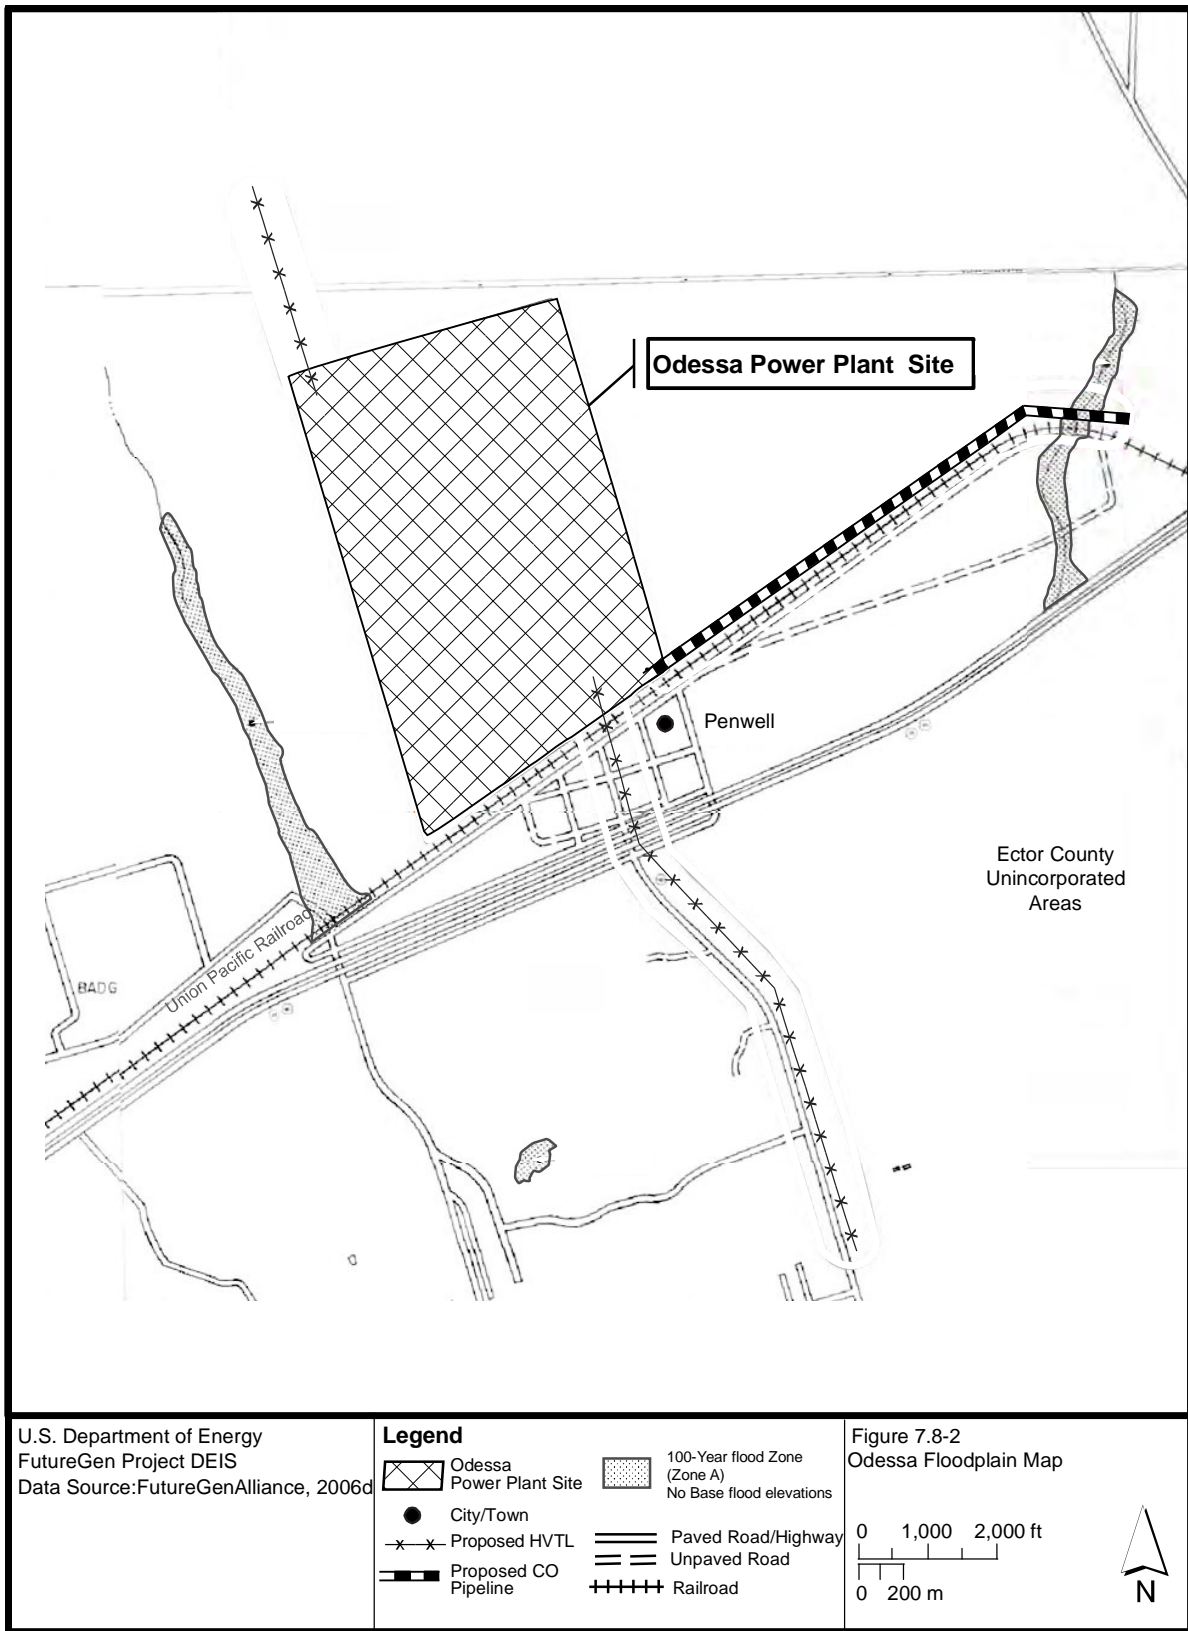 Odessa Power Plant Site
Penwell
Ector County
Unincorporated
Areas
Union Pacific Railroad
BADG
U.S. Department of Energy
FutureGen Project DEIS
Data Source:FutureGenAlliance, 2006d
Legend
Odessa
Power Plant Site
City/Town
Proposed HVTL
Proposed CO
Pipeline
100-Year flood Zone
(Zone A)
No Base flood elevations
Paved Road/Highway
Unpaved Road
Railroad
Figure 7.8-2
Odessa Floodplain Map
0 1,000 2,000 ft
0 200 m
N